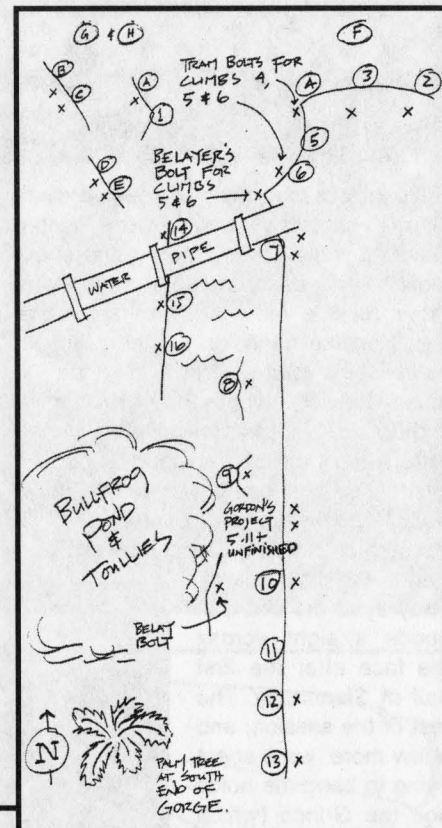 G & H
F
B
C
A
1
D
E
TRAM BOLTS FOR
CLIMBS 4,
5 & 6
4
3
2
5
6
BELAYER'S
BOLT FOR
CLIMBS
5 & 6
14
WATER PIPE
7
15
16
8
9
BULLFROG
POND
&
TOULLIES
GORDON'S
PROJECT
5.11+
UNFINISHED
10
BELAY
BOLT
11
12
13
N
PALM TREE
AT SOUTH
END OF
GORGE.